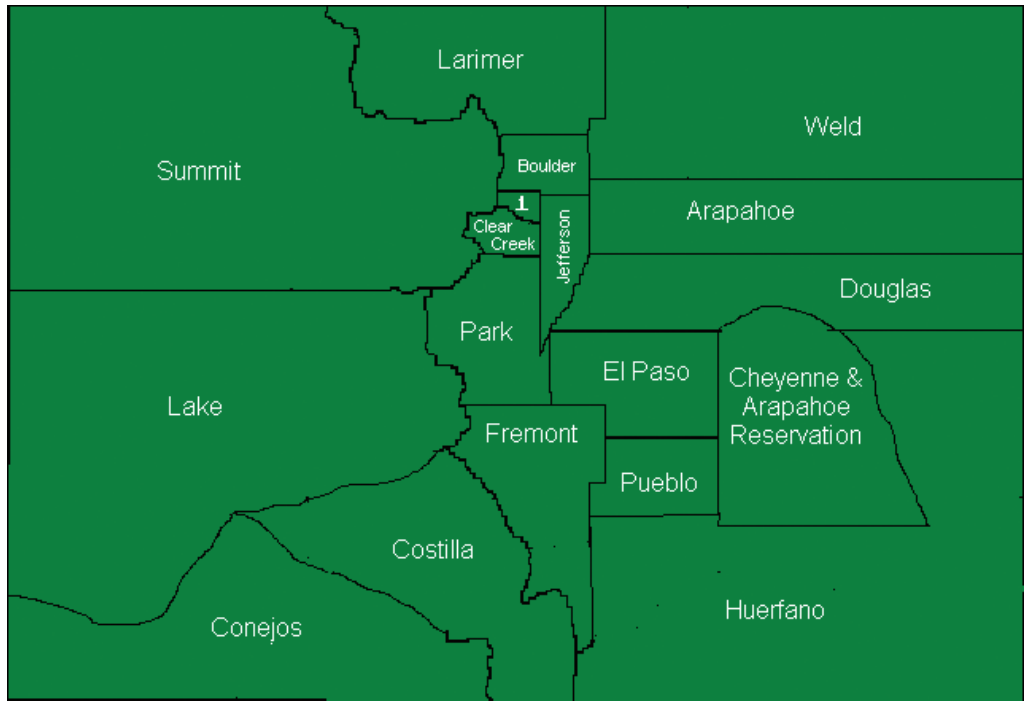 Larimer
Weld
Summit
Boulder
1
Arapahoe
Clear
Creek
Jefferson
Douglas
Park
El Paso
Cheyenne &
Arapahoe
Reservation
Lake
Fremont
Pueblo
Costilla
Huerfano
Conejos